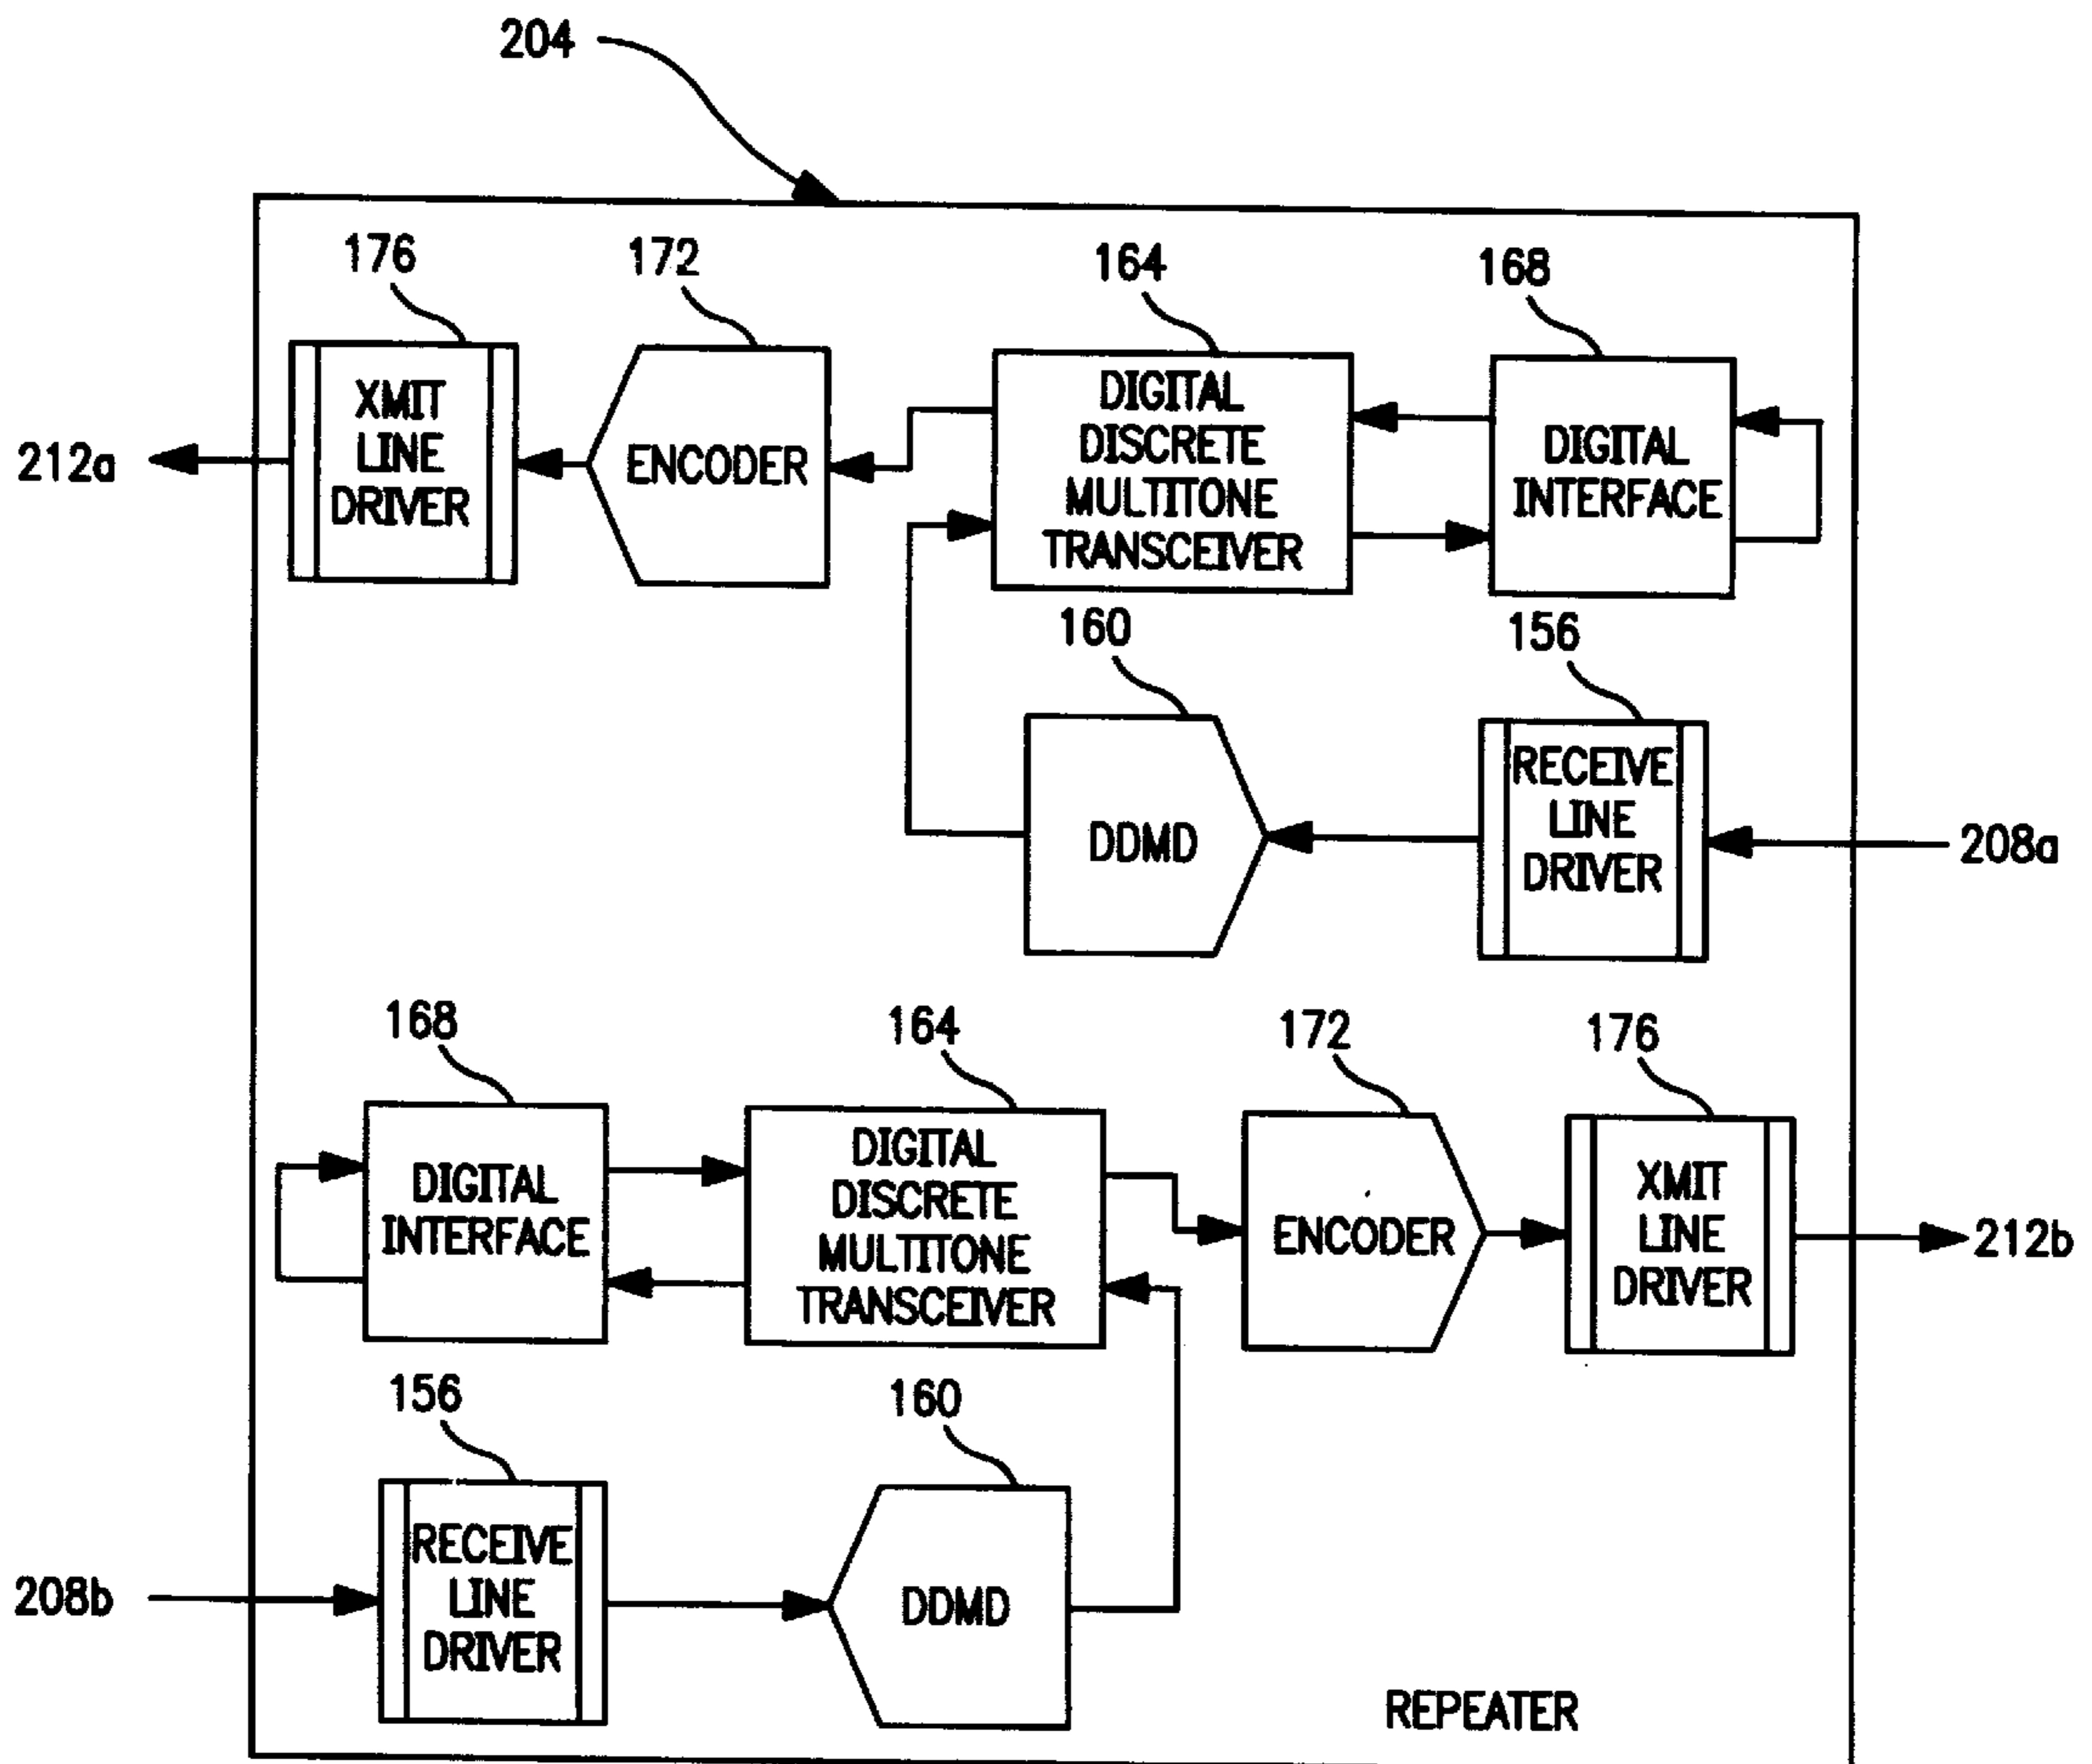 204
176
172
164
168
XMIT
LINE
DRIVER
ENCODER
DIGITAL
DISCRETE
MULTITONE
TRANSCEIVER
DIGITAL
INTERFACE
212a
160
156
DDMD
RECEIVE
LINE
DRIVER
208a
168
164
172
176
DIGITAL
INTERFACE
DIGITAL
DISCRETE
MULTITONE
TRANSCEIVER
ENCODER
XMIT
LINE
DRIVER
212b
156
160
208b
RECEIVE
LINE
DRIVER
DDMD
REPEATER